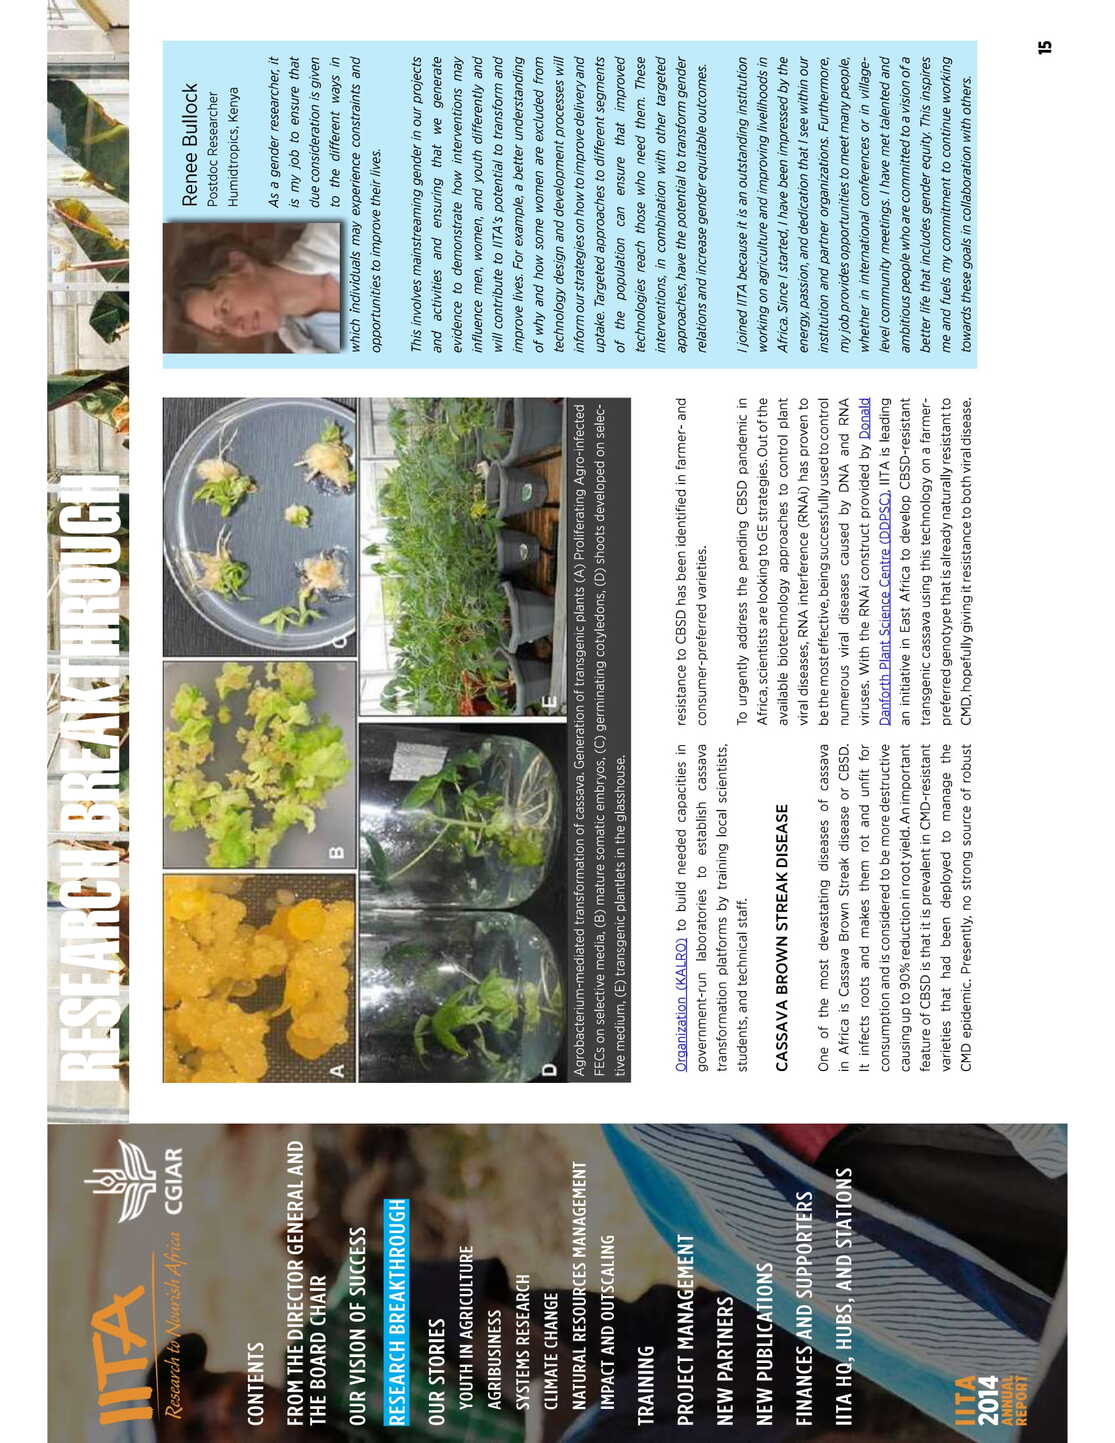 IITA
Research to Nourish Africa
CGIAR
CONTENTS
FROM THE DIRECTOR GENERAL AND
THE BOARD CHAIR
OUR VISION OF SUCCESS
RESEARCH BREAKTHROUGH
OUR STORIES
YOUTH IN AGRICULTURE
AGRIBUSINESS
SYSTEMS RESEARCH
CLIMATE CHANGE
NATURAL RESOURCES MANAGEMENT
IMPACT AND OUTSCALING
TRAINING
PROJECT MANAGEMENT
NEW PARTNERS
NEW PUBLICATIONS
FINANCES AND SUPPORTERS
IITA HQ, HUBS, AND STATIONS
IITA
2014
ANNUAL
REPORT
RESEARCH BREAKTHROUGH
A
B
C
D
E
Agrobacterium-mediated transformation of cassava. Generation of transgenic plants (A) Proliferating Agro-infected
FECs on selective media, (B) mature somatic embryos, (C) germinating cotyledons, (D) shoots developed on selec-
tive medium, (E) transgenic plantlets in the glasshouse.
Organization (KALRO) to build needed capacities in
government-run laboratories to establish cassava
transformation platforms by training local scientists,
students, and technical staff.
CASSAVA BROWN STREAK DISEASE
One of the most devastating diseases of cassava
in Africa is Cassava Brown Streak disease or CBSD.
It infects roots and makes them rot and unfit for
consumption and is considered to be more destructive
causing up to 90% reduction in root yield. An important
feature of CBSD is that it is prevalent in CMD-resistant
varieties that had been deployed to manage the
CMD epidemic. Presently, no strong source of robust
resistance to CBSD has been identified in farmer- and
consumer-preferred varieties.
To urgently address the pending CBSD pandemic in
Africa, scientists are looking to GE strategies. Out of the
available biotechnology approaches to control plant
viral diseases, RNA interference (RNAi) has proven to
be the most effective, being successfully used to control
numerous viral diseases caused by DNA and RNA
viruses. With the RNAi construct provided by Donald
Danforth Plant Science Centre (DDPSC), IITA is leading
an initiative in East Africa to develop CBSD-resistant
transgenic cassava using this technology on a farmer-
preferred genotype that is already naturally resistant to
CMD, hopefully giving it resistance to both viral disease.
Renee Bullock
Postdoc Researcher
Humidtropics, Kenya
As a gender researcher, it
is my job to ensure that
due consideration is given
to the different ways in
which individuals may experience constraints and
opportunities to improve their lives.
This involves mainstreaming gender in our projects
and activities and ensuring that we generate
evidence to demonstrate how interventions may
influence men, women, and youth differently and
will contribute to IITA's potential to transform and
improve lives. For example, a better understanding
of why and how some women are excluded from
technology design and development processes will
inform our strategies on how to improve delivery and
uptake. Targeted approaches to different segments
of the population can ensure that improved
technologies reach those who need them. These
interventions, in combination with other targeted
approaches, have the potential to transform gender
relations and increase gender equitable outcomes.
I joined IITA because it is an outstanding institution
working on agriculture and improving livelihoods in
Africa. Since I started, I have been impressed by the
energy, passion, and dedication that I see within our
institution and partner organizations. Furthermore,
my job provides opportunities to meet many people,
whether in international conferences or in village-
level community meetings. I have met talented and
ambitious people who are committed to a vision of a
better life that includes gender equity. This inspires
me and fuels my commitment to continue working
towards these goals in collaboration with others.
15